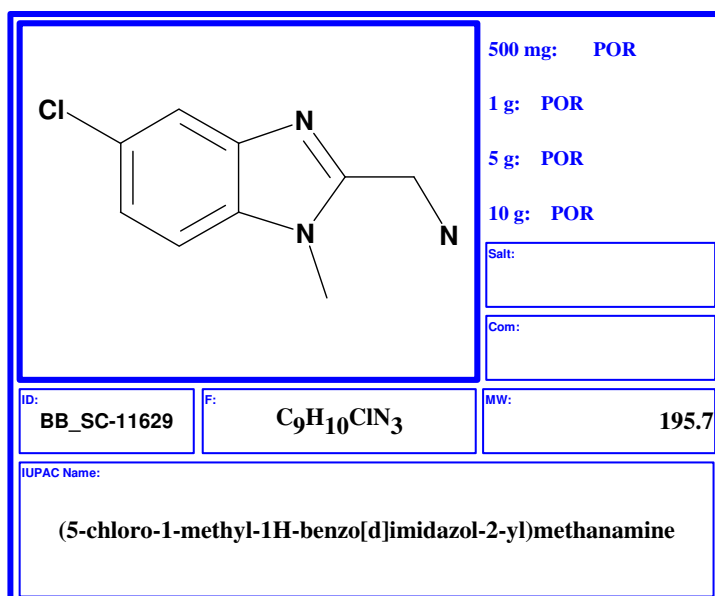 500 mg: POR
Cl
N
1 g: POR
5 g: POR
10 g: POR
N
N
Salt:
Com:
ID:
BB_SC-11629
F:
C9H10ClN3
MW:
195.7
IUPAC Name:
(5-chloro-1-methyl-1H-benzo[d]imidazol-2-yl)methanamine